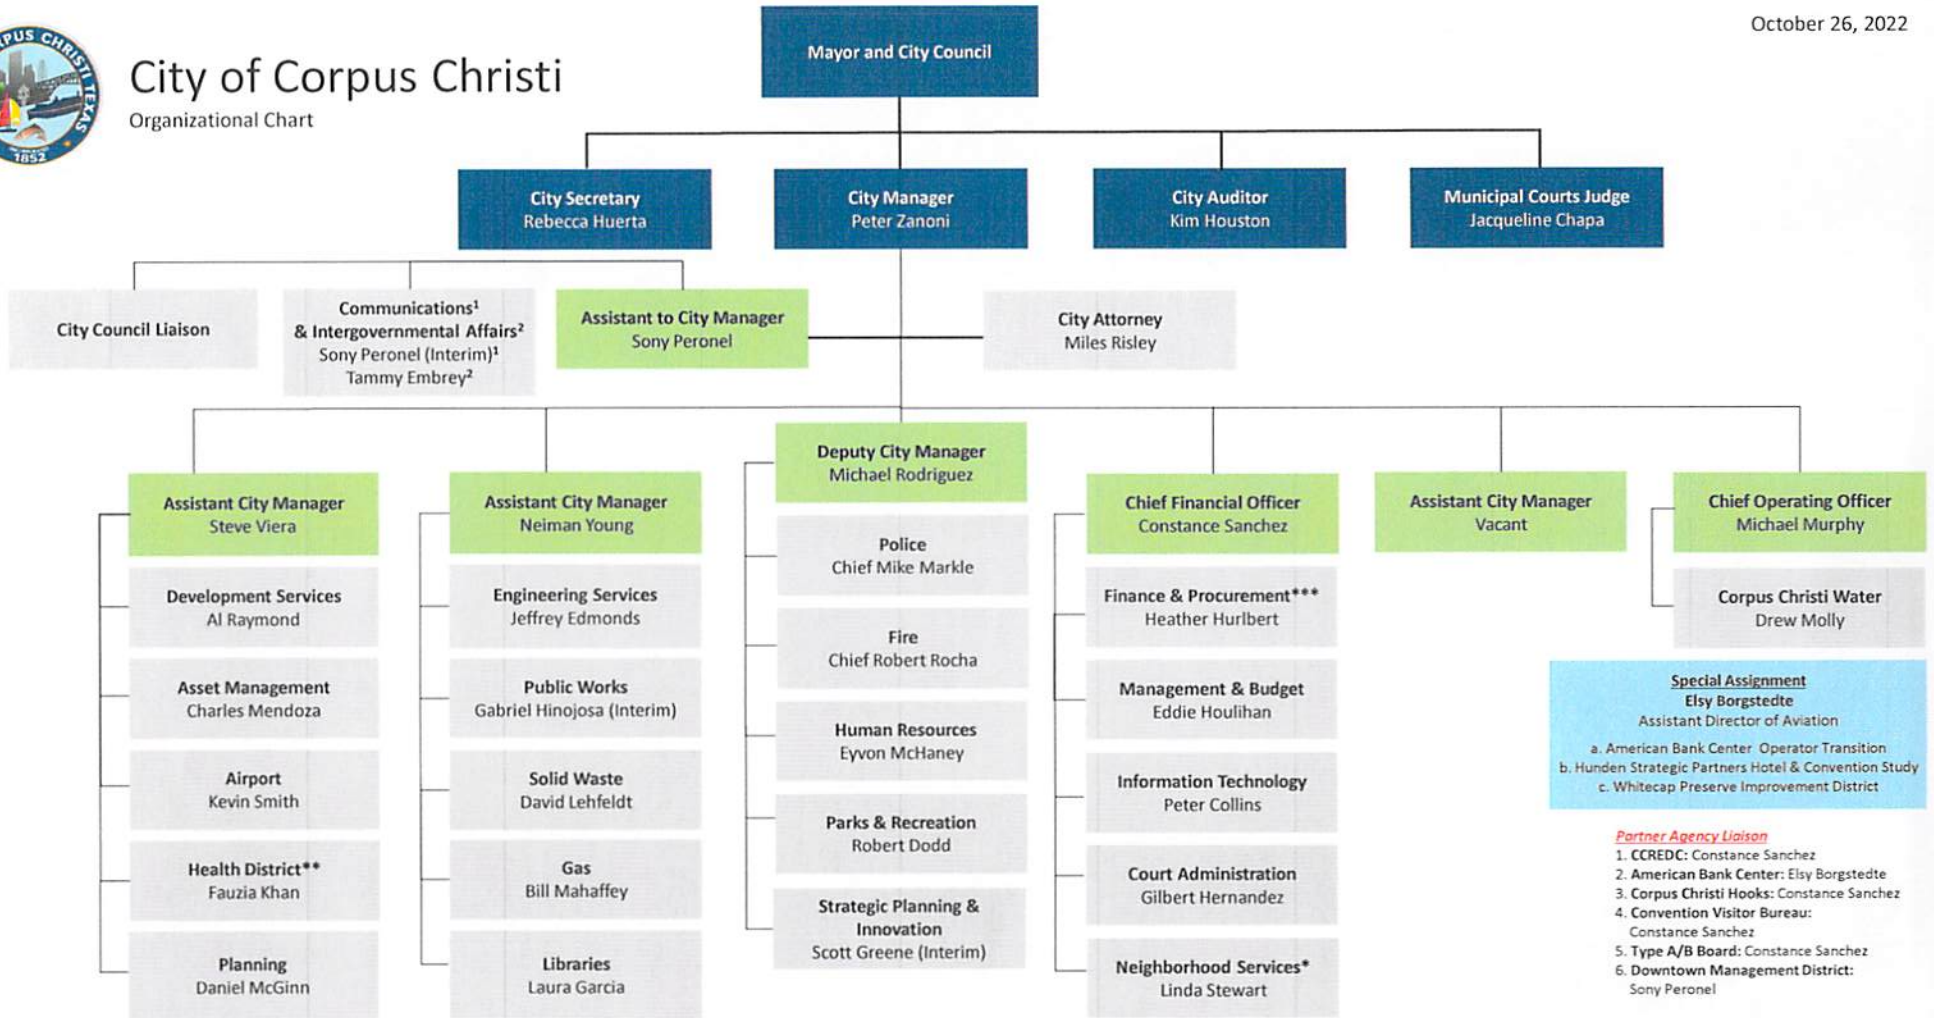 October 26, 2022
CORPUS CHRISTI TEXAS
1852
City of Corpus Christi
Organizational Chart
Mayor and City Council
City Secretary
Rebecca Huerta
City Manager
Peter Zanoni
City Auditor
Kim Houston
Municipal Courts Judge
Jacqueline Chapa
City Council Liaison
Communications¹
& Intergovernmental Affairs²
Sony Peronel (Interim)¹
Tammy Embrey²
Assistant to City Manager
Sony Peronel
City Attorney
Miles Risley
Assistant City Manager
Steve Viera
Development Services
Al Raymond
Asset Management
Charles Mendoza
Airport
Kevin Smith
Health District**
Fauzia Khan
Planning
Daniel McGinn
Assistant City Manager
Neiman Young
Engineering Services
Jeffrey Edmonds
Public Works
Gabriel Hinojosa (Interim)
Solid Waste
David Lehfeldt
Gas
Bill Mahaffey
Libraries
Laura Garcia
Deputy City Manager
Michael Rodriguez
Police
Chief Mike Markle
Fire
Chief Robert Rocha
Human Resources
Eyvon McHaney
Parks & Recreation
Robert Dodd
Strategic Planning &
Innovation
Scott Greene (Interim)
Chief Financial Officer
Constance Sanchez
Finance & Procurement***
Heather Hurlbert
Management & Budget
Eddie Houlihan
Information Technology
Peter Collins
Court Administration
Gilbert Hernandez
Neighborhood Services*
Linda Stewart
Assistant City Manager
Vacant
Chief Operating Officer
Michael Murphy
Corpus Christi Water
Drew Molly
Special Assignment
Elsy Borgstedte
Assistant Director of Aviation
a. American Bank Center Operator Transition
b. Hunden Strategic Partners Hotel & Convention Study
c. Whitecap Preserve Improvement District
Partner Agency Liaison
1. CCREDC: Constance Sanchez
2. American Bank Center: Elsy Borgstedte
3. Corpus Christi Hooks: Constance Sanchez
4. Convention Visitor Bureau:
Constance Sanchez
5. Type A/B Board: Constance Sanchez
6. Downtown Management District:
Sony Peronel